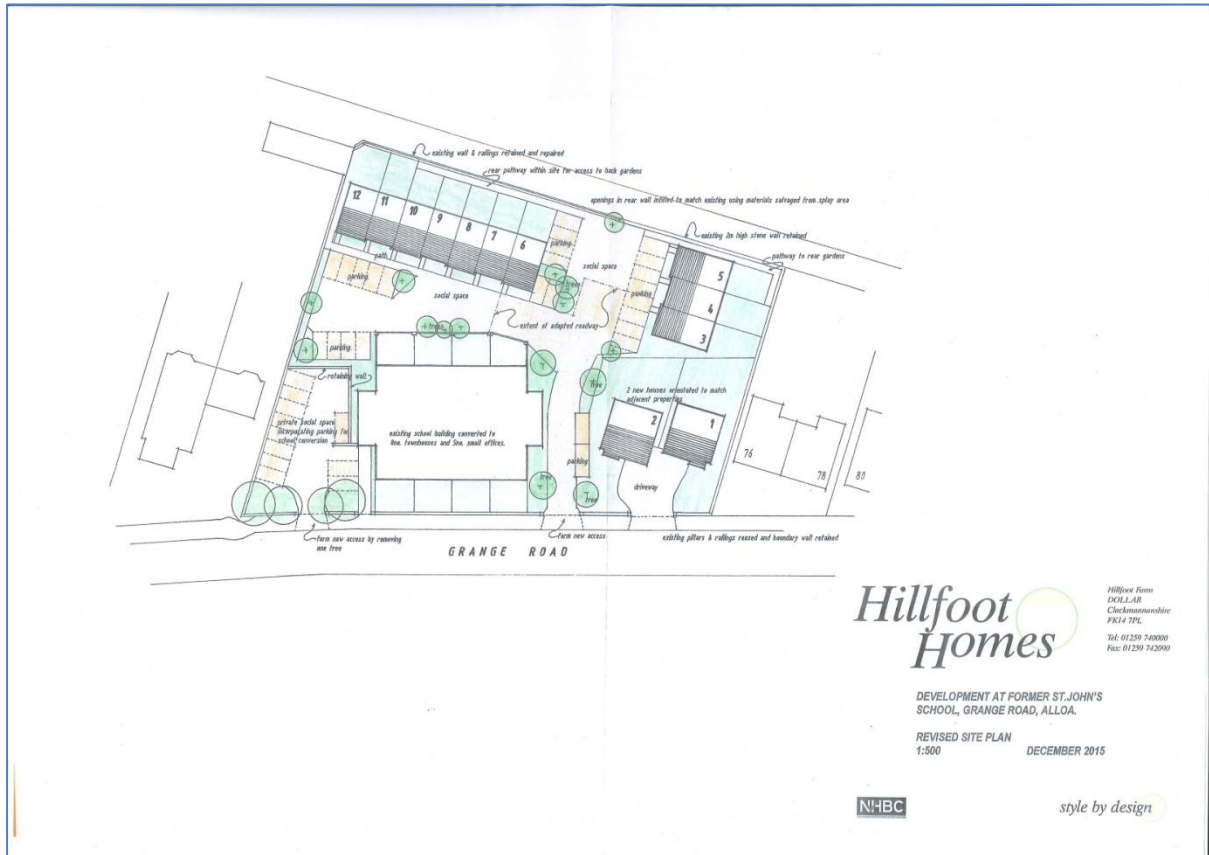 existing wall & railings retained and repaired
rear pathway within site for access to back gardens
openings in rear wall infilled to match existing using materials salvaged from splay area
existing 2m high stone wall retained
pathway to rear gardens
12
11
10
9
8
7
6
parking
social space
path
parking
trees
social space
parking
5
4
3
extent of adopted roadway
trees
parking
retaining wall
private social space
incorporating parking for
school conversion
existing school building converted to
4no. townhouses and 5no. small offices.
tree
2 new houses orientated to match
adjacent properties
2
1
76
78
80
parking
tree
tree
driveway
form new access by removing
one tree
form new access
existing pillars & railings reused and boundary wall retained
GRANGE ROAD
Hillfoot
Homes
Hillfoot Farm
DOLLAR
Clackmannanshire
FK14 7PL
Tel: 01259 740000
Fax: 01259 742090
DEVELOPMENT AT FORMER ST.JOHN'S
SCHOOL, GRANGE ROAD, ALLOA.
REVISED SITE PLAN
1:500 DECEMBER 2015
NHBC
style by design